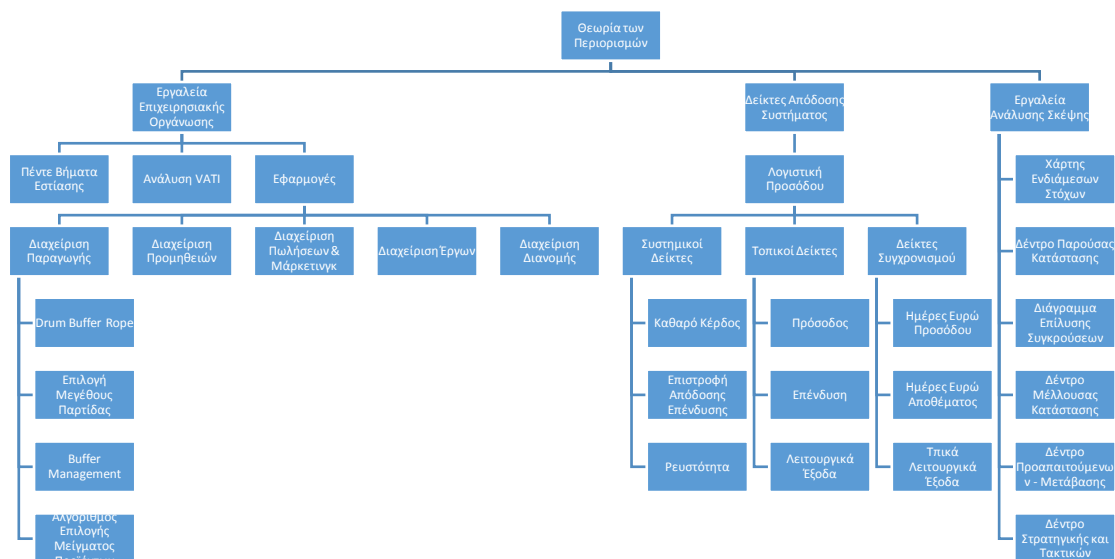 Θεωρία των
Περιορισμών
Εργαλεία
Επιχειρησιακής
Οργάνωσης
Δείκτες Απόδοσης
Συστήματος
Εργαλεία
Ανάλυσης Σκέψης
Πέντε Βήματα
Εστίασης
Ανάλυση VATI
Εφαρμογές
Λογιστική
Προσόδου
Χάρτης
Ενδιάμεσων
Στόχων
Διαχείριση
Παραγωγής
Διαχείριση
Προμηθειών
Διαχείριση
Πωλήσεων &
Μάρκετινγκ
Διαχείριση Έργων
Διαχείριση
Διανομής
Συστημικοί
Δείκτες
Τοπικοί Δείκτες
Δείκτες
Συγχρονισμού
Δέντρο Παρούσας
Κατάστασης
Drum Buffer Rope
Καθαρό Κέρδος
Πρόσοδος
Ημέρες Ευρώ
Προσόδου
Διάγραμμα
Επίλυσης
Συγκρούσεων
Επιλογή
Μεγέθους
Παρτίδας
Επιστροφή
Απόδοσης
Επένδυσης
Επένδυση
Ημέρες Ευρώ
Αποθέματος
Δέντρο
Μέλλουσας
Κατάστασης
Buffer
Management
Ρευστότητα
Λειτουργικά
Έξοδα
Τπικά
Λειτουργικά
Έξοδα
Δέντρο
Προαπαιτούμενω
ν - Μετάβασης
Αλγόριθμος
Επιλογής
Μείγματος
Δέντρο
Στρατηγικής και
Τακτικών